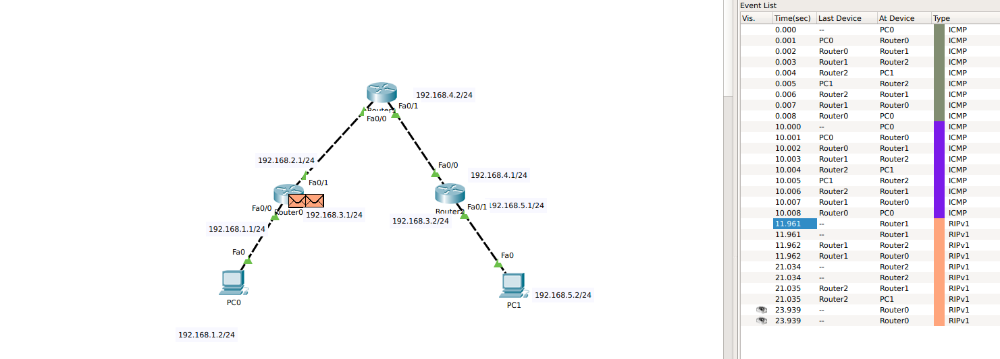 192.168.4.2/24
Fa0/1
Router1
Fa0/0
192.168.2.1/24
Fa0/1
Fa0/0
Router0
192.168.3.1/24
192.168.1.1/24
Fa0
PC0
192.168.1.2/24
Fa0/0
192.168.4.1/24
Fa0/1
192.168.5.1/24
Router2
192.168.3.2/24
Fa0
192.168.5.2/24
PC1
Event List
Vis. Time(sec) Last Device At Device Type
0.000 -- PC0 ICMP
0.001 PC0 Router0 ICMP
0.002 Router0 Router1 ICMP
0.003 Router1 Router2 ICMP
0.004 Router2 PC1 ICMP
0.005 PC1 Router2 ICMP
0.006 Router2 Router1 ICMP
0.007 Router1 Router0 ICMP
0.008 Router0 PC0 ICMP
10.000 -- PC0 ICMP
10.001 PC0 Router0 ICMP
10.002 Router0 Router1 ICMP
10.003 Router1 Router2 ICMP
10.004 Router2 PC1 ICMP
10.005 PC1 Router2 ICMP
10.006 Router2 Router1 ICMP
10.007 Router1 Router0 ICMP
10.008 Router0 PC0 ICMP
11.961 -- Router1 RIPv1
11.961 -- Router1 RIPv1
11.962 Router1 Router2 RIPv1
11.962 Router1 Router0 RIPv1
21.034 -- Router2 RIPv1
21.034 -- Router2 RIPv1
21.035 Router2 Router1 RIPv1
21.035 Router2 PC1 RIPv1
23.939 -- Router0 RIPv1
23.939 -- Router0 RIPv1